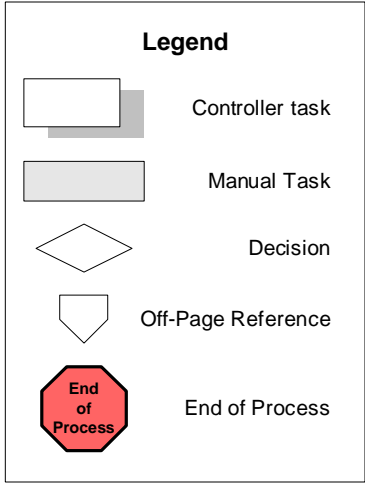 Legend
Controller task
Manual Task
Decision
Off-Page Reference
End
of
Process
End of Process